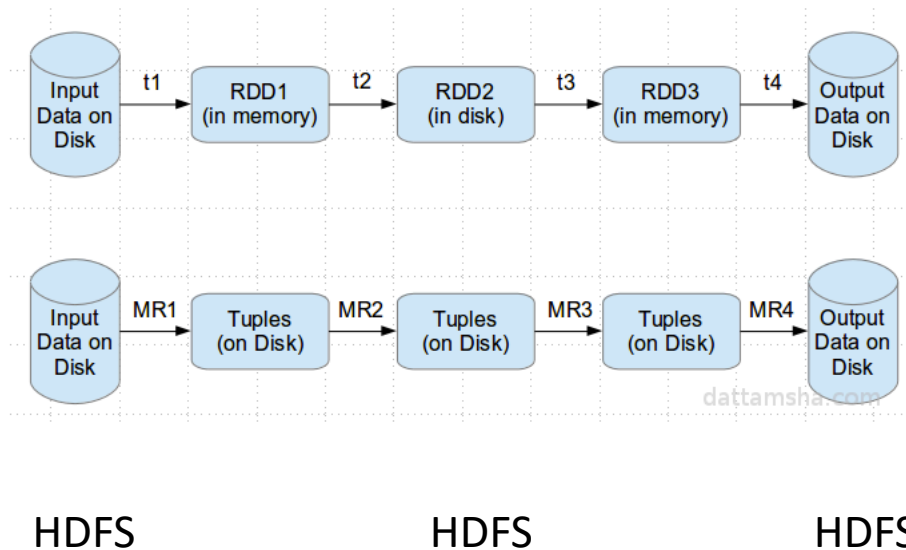 t1
t2
t3
t4
Input
Data on
Disk
RDD1
(in memory)
RDD2
(in disk)
RDD3
(in memory)
Output
Data on
Disk
MR1
MR2
MR3
MR4
Input
Data on
Disk
Tuples
(on Disk)
Tuples
(on Disk)
Tuples
(on Disk)
Output
Data on
Disk
dattamsha.com
HDFS
HDFS
HDFS